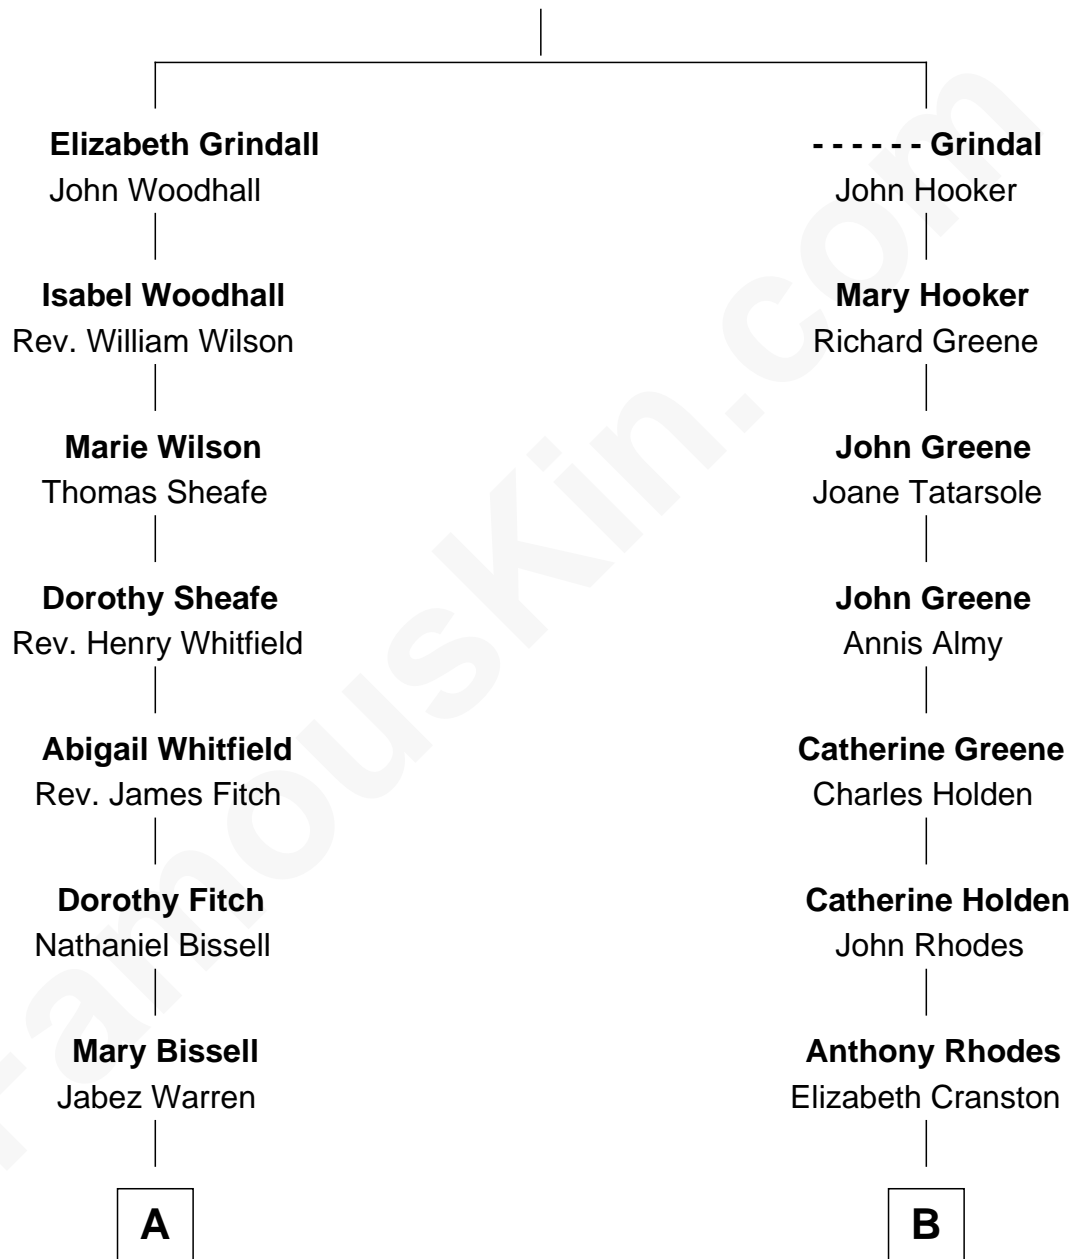 Elizabeth Grindall
John Woodhall
Isabel Woodhall
Rev. William Wilson
Marie Wilson
Thomas Sheafe
Dorothy Sheafe
Rev. Henry Whitfield
Abigail Whitfield
Rev. James Fitch
Dorothy Fitch
Nathaniel Bissell
Mary Bissell
Jabez Warren
A
- - - - - - Grindal
John Hooker
Mary Hooker
Richard Greene
John Greene
Joane Tatarsole
John Greene
Annis Almy
Catherine Greene
Charles Holden
Catherine Holden
John Rhodes
Anthony Rhodes
Elizabeth Cranston
B
FamousKin.com